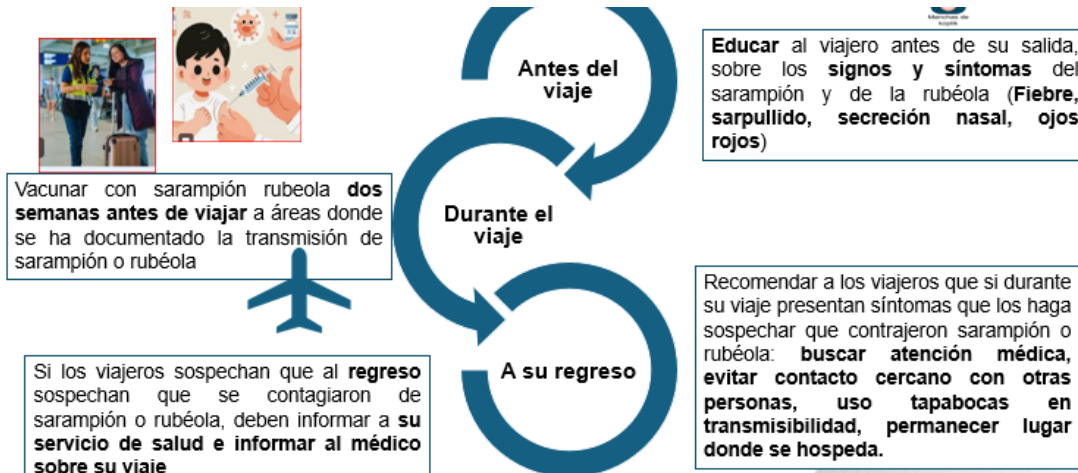 Manchas de
koplik
Antes del
viaje
Educar al viajero antes de su salida,
sobre los signos y síntomas del
sarampión y de la rubéola (Fiebre,
sarpullido, secreción nasal, ojos
rojos)
Vacunar con sarampión rubeola dos
semanas antes de viajar a áreas donde
se ha documentado la transmisión de
sarampión o rubéola
Durante el
viaje
Recomendar a los viajeros que si durante
su viaje presentan síntomas que los haga
sospechar que contrajeron sarampión o
rubéola: buscar atención médica,
evitar contacto cercano con otras
personas, uso tapabocas en
transmisibilidad, permanecer lugar
donde se hospeda.
A su regreso
Si los viajeros sospechan que al regreso
sospechan que se contagiaron de
sarampión o rubéola, deben informar a su
servicio de salud e informar al médico
sobre su viaje